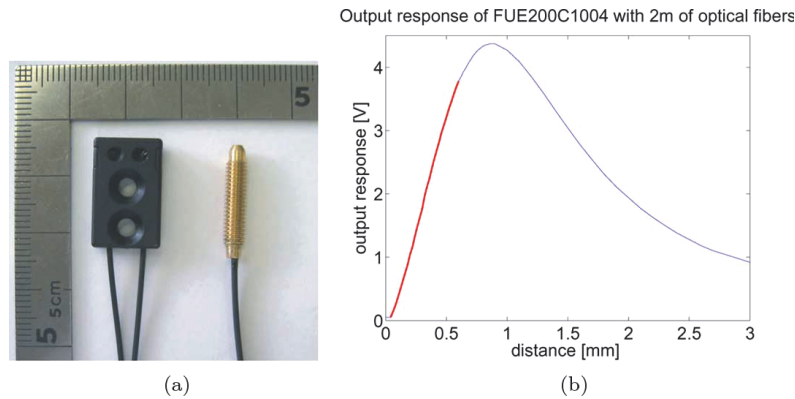 5
5 5cm
(a)
Output response of FUE200C1004 with 2m of optical fibers
output response [V]
4
3
2
1
0
0 0.5 1 1.5 2 2.5 3
distance [mm]
(b)